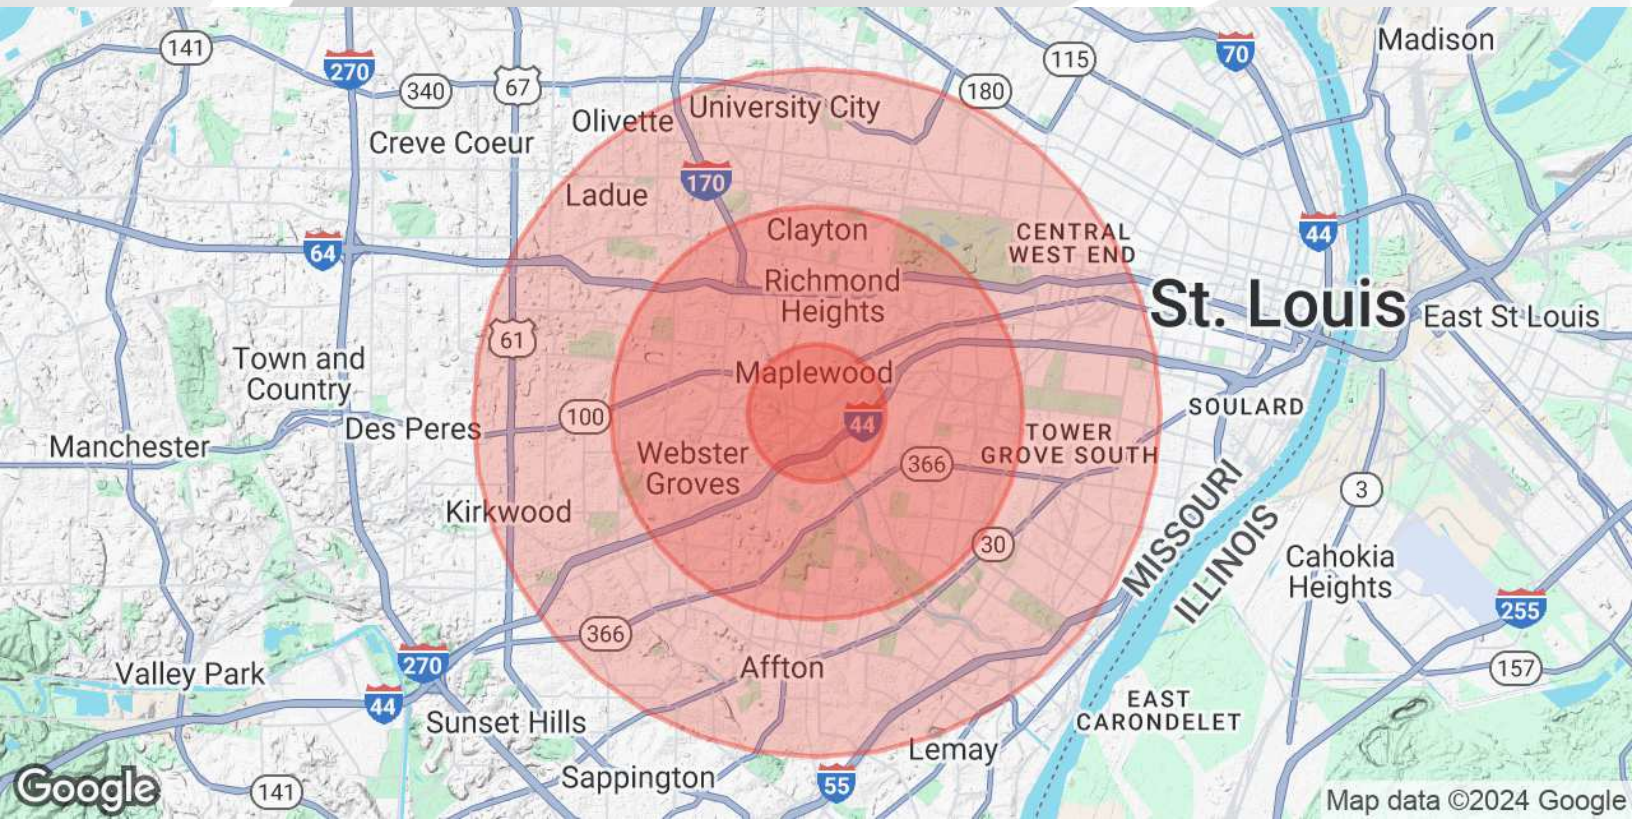 141
270
340
67
Olivette
University City
180
115
70
Madison
Creve Coeur
170
Ladue
Clayton
CENTRAL
WEST END
44
64
Richmond
Heights
St. Louis
East St Louis
61
Town and
Country
Maplewood
100
44
SOULARD
Des Peres
Manchester
Webster
Groves
366
TOWER
GROVE SOUTH
3
Kirkwood
30
MISSOURI
ILLINOIS
Cahokia
Heights
255
366
270
Valley Park
Affton
157
44
Sunset Hills
EAST
CARONDELET
Lemay
Sappington
55
141
Google
Map data ©2024 Google